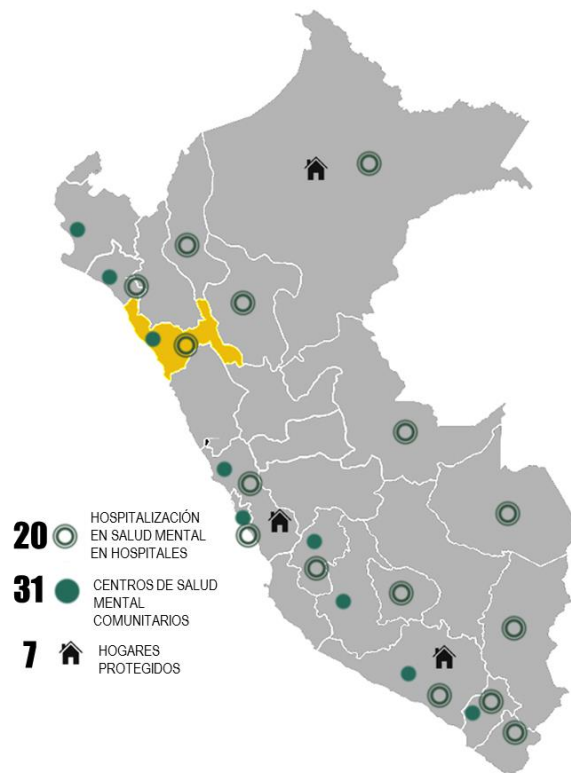 20
HOSPITALIZACIÓN
EN SALUD MENTAL
EN HOSPITALES
31
CENTROS DE SALUD
MENTAL
COMUNITARIOS
7
HOGARES
PROTEGIDOS